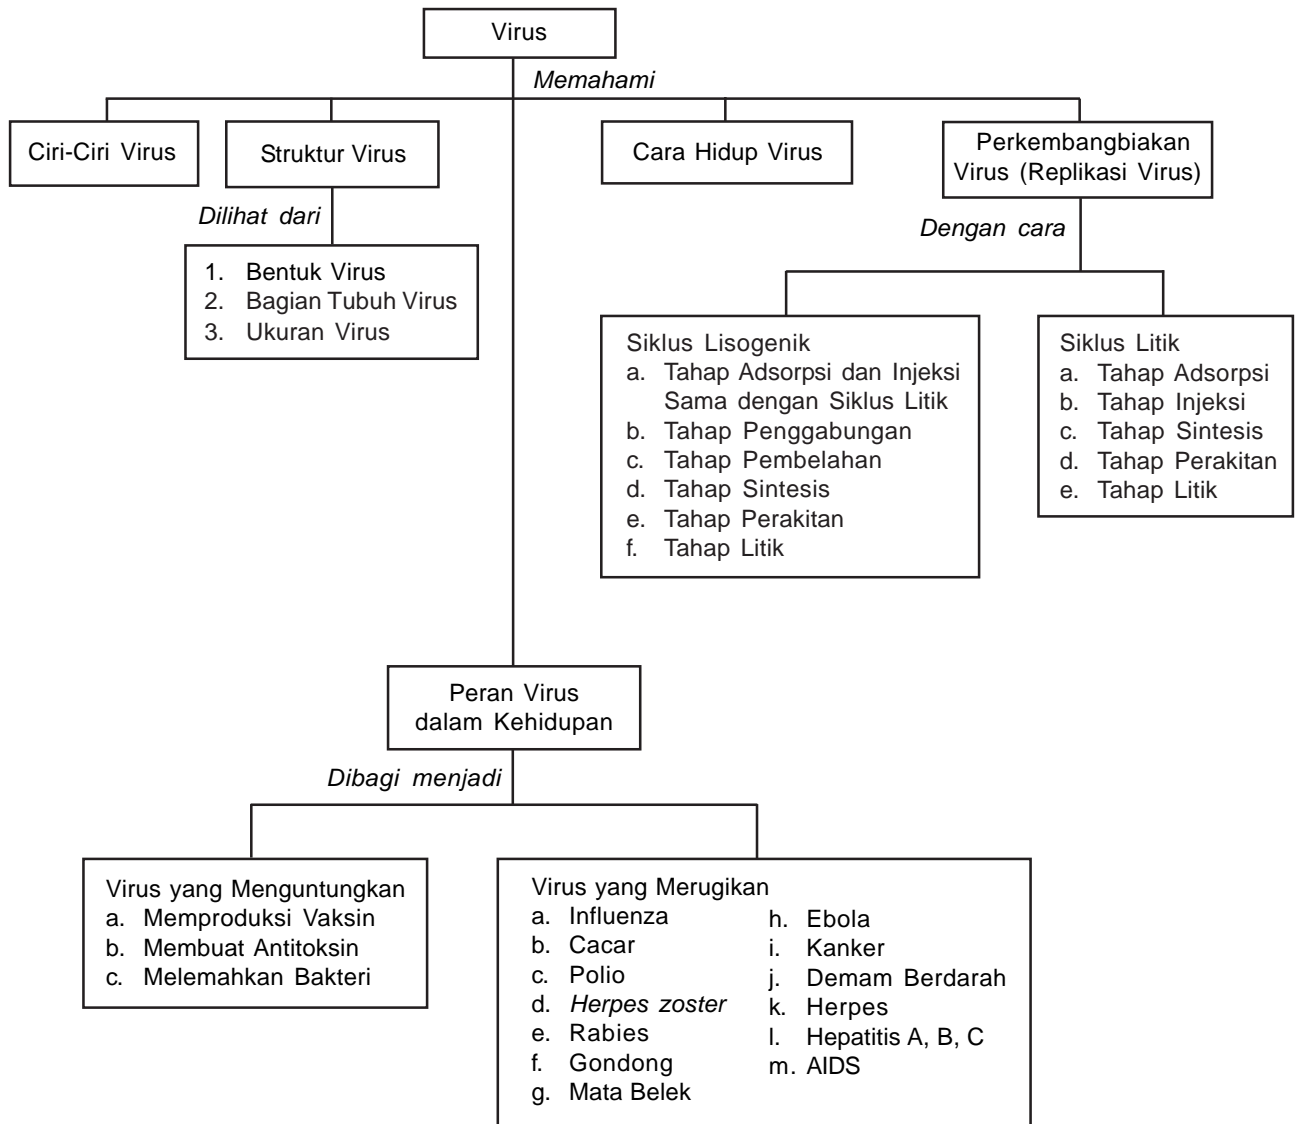 Virus
Memahami
Ciri-Ciri Virus
Struktur Virus
Cara Hidup Virus
Perkembangbiakan
Virus (Replikasi Virus)
Dilihat dari
1. Bentuk Virus
2. Bagian Tubuh Virus
3. Ukuran Virus
Dengan cara
Siklus Lisogenik
a. Tahap Adsorpsi dan Injeksi
Sama dengan Siklus Litik
b. Tahap Penggabungan
c. Tahap Pembelahan
d. Tahap Sintesis
e. Tahap Perakitan
f. Tahap Litik
Siklus Litik
a. Tahap Adsorpsi
b. Tahap Injeksi
c. Tahap Sintesis
d. Tahap Perakitan
e. Tahap Litik
Peran Virus
dalam Kehidupan
Dibagi menjadi
Virus yang Menguntungkan
a. Memproduksi Vaksin
b. Membuat Antitoksin
c. Melemahkan Bakteri
Virus yang Merugikan
a. Influenza
b. Cacar
c. Polio
d. Herpes zoster
e. Rabies
f. Gondong
g. Mata Belek
h. Ebola
i. Kanker
j. Demam Berdarah
k. Herpes
l. Hepatitis A, B, C
m. AIDS